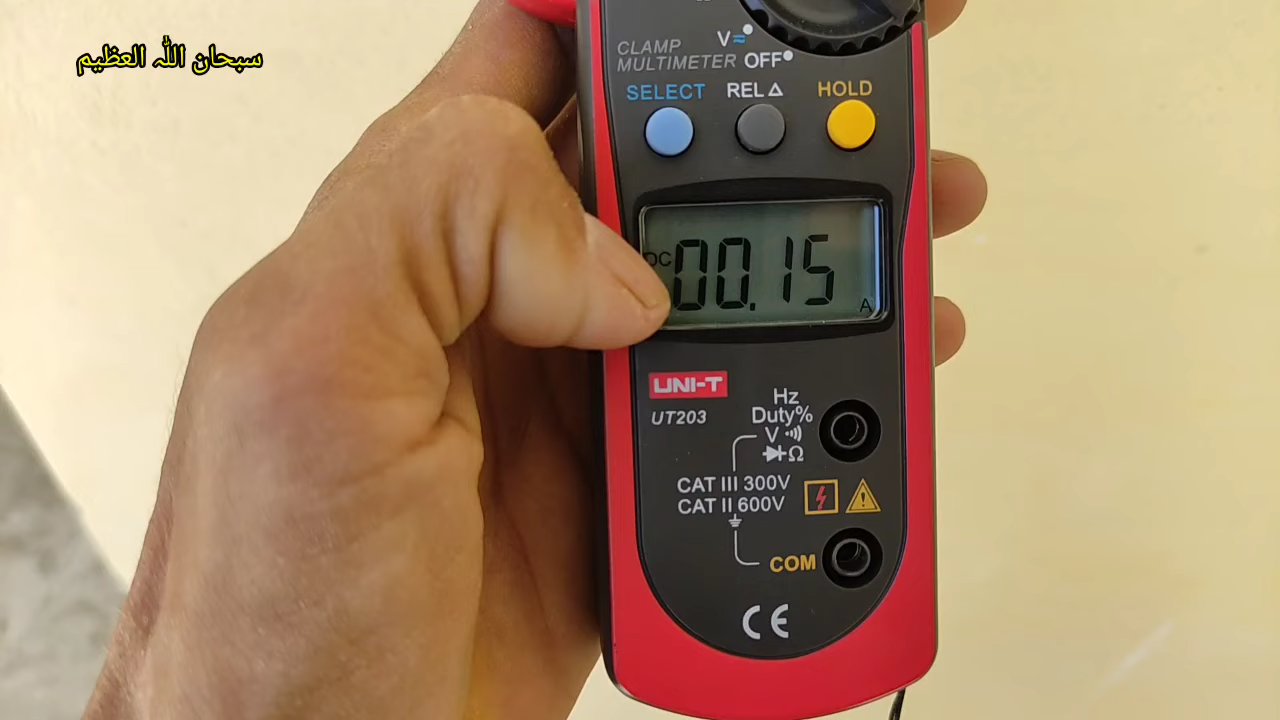 سبحان الله العظيم
V≂
CLAMP
MULTIMETER
OFF
SELECT
REL Δ
HOLD
DC
00.15
A
UNI-T
UT203
Hz
Duty%
V
Ω
CAT III 300V
CAT II 600V
COM
CE